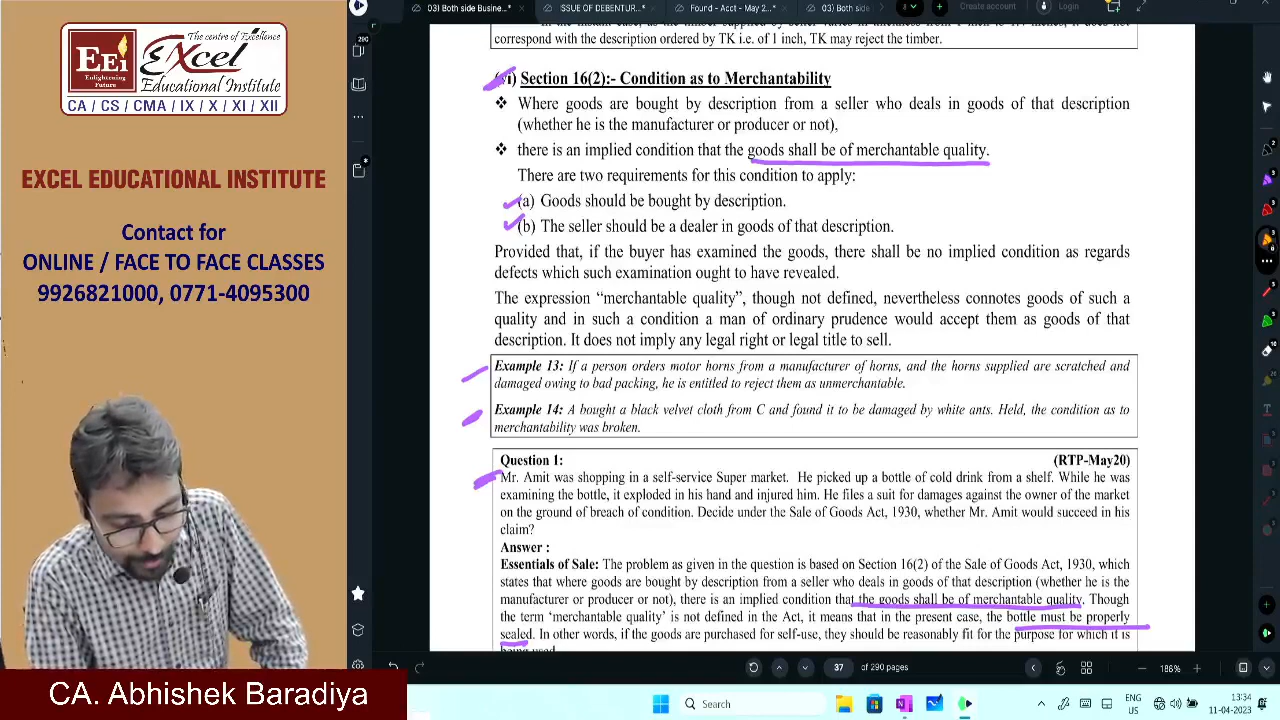 03) Both side Busine...*
ISSUE OF DEBENTUR...
Found - Acct - May 2...*
03) Both side
Create account
Login
The centre of Excellence
EEi
Enlightening
Future
Excel
Educational Institute
CA / CS / CMA / IX / X / XI / XII
EXCEL EDUCATIONAL INSTITUTE
Contact for
ONLINE / FACE TO FACE CLASSES
9926821000, 0771-4095300
290
correspond with the description ordered by TK i.e. of 1 inch, TK may reject the timber.
Section 16(2):- Condition as to Merchantability
❖ Where goods are bought by description from a seller who deals in goods of that description
(whether he is the manufacturer or producer or not),
❖ there is an implied condition that the goods shall be of merchantable quality.
There are two requirements for this condition to apply:
(a) Goods should be bought by description.
(b) The seller should be a dealer in goods of that description.
Provided that, if the buyer has examined the goods, there shall be no implied condition as regards
defects which such examination ought to have revealed.
The expression “merchantable quality”, though not defined, nevertheless connotes goods of such a
quality and in such a condition a man of ordinary prudence would accept them as goods of that
description. It does not imply any legal right or legal title to sell.
Example 13: If a person orders motor horns from a manufacturer of horns, and the horns supplied are scratched and
damaged owing to bad packing, he is entitled to reject them as unmerchantable.
Example 14: A bought a black velvet cloth from C and found it to be damaged by white ants. Held, the condition as to
merchantability was broken.
Question 1: (RTP-May20)
Mr. Amit was shopping in a self-service Super market. He picked up a bottle of cold drink from a shelf. While he was
examining the bottle, it exploded in his hand and injured him. He files a suit for damages against the owner of the market
on the ground of breach of condition. Decide under the Sale of Goods Act, 1930, whether Mr. Amit would succeed in his
claim?
Answer :
Essentials of Sale: The problem as given in the question is based on Section 16(2) of the Sale of Goods Act, 1930, which
states that where goods are bought by description from a seller who deals in goods of that description (whether he is the
manufacturer or producer or not), there is an implied condition that the goods shall be of merchantable quality. Though
the term ‘merchantable quality’ is not defined in the Act, it means that in the present case, the bottle must be properly
sealed. In other words, if the goods are purchased for self-use, they should be reasonably fit for the purpose for which it is
being used.
37 of 290 pages
186%
CA. Abhishek Baradiya
Search
ENG
US
13:34
11-04-2023